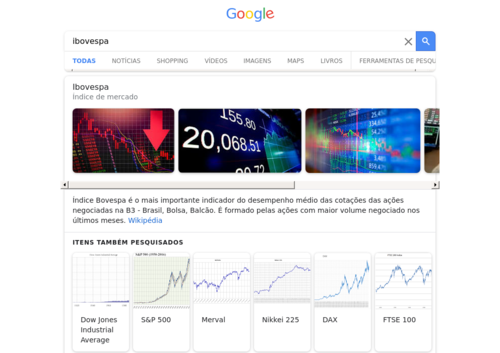 Google
ibovespa
TODAS NOTÍCIAS SHOPPING VÍDEOS IMAGENS MAPS LIVROS FERRAMENTAS DE PESQU
Ibovespa
Índice de mercado
155.80
20,068.51
Índice Bovespa é o mais importante indicador do desempenho médio das cotações das ações
negociadas na B3 - Brasil, Bolsa, Balcão. É formado pelas ações com maior volume negociado nos
últimos meses. Wikipédia
ITENS TAMBÉM PESQUISADOS
Dow Jones
Industrial
Average
S&P 500
Merval
Nikkei 225
DAX
FTSE 100